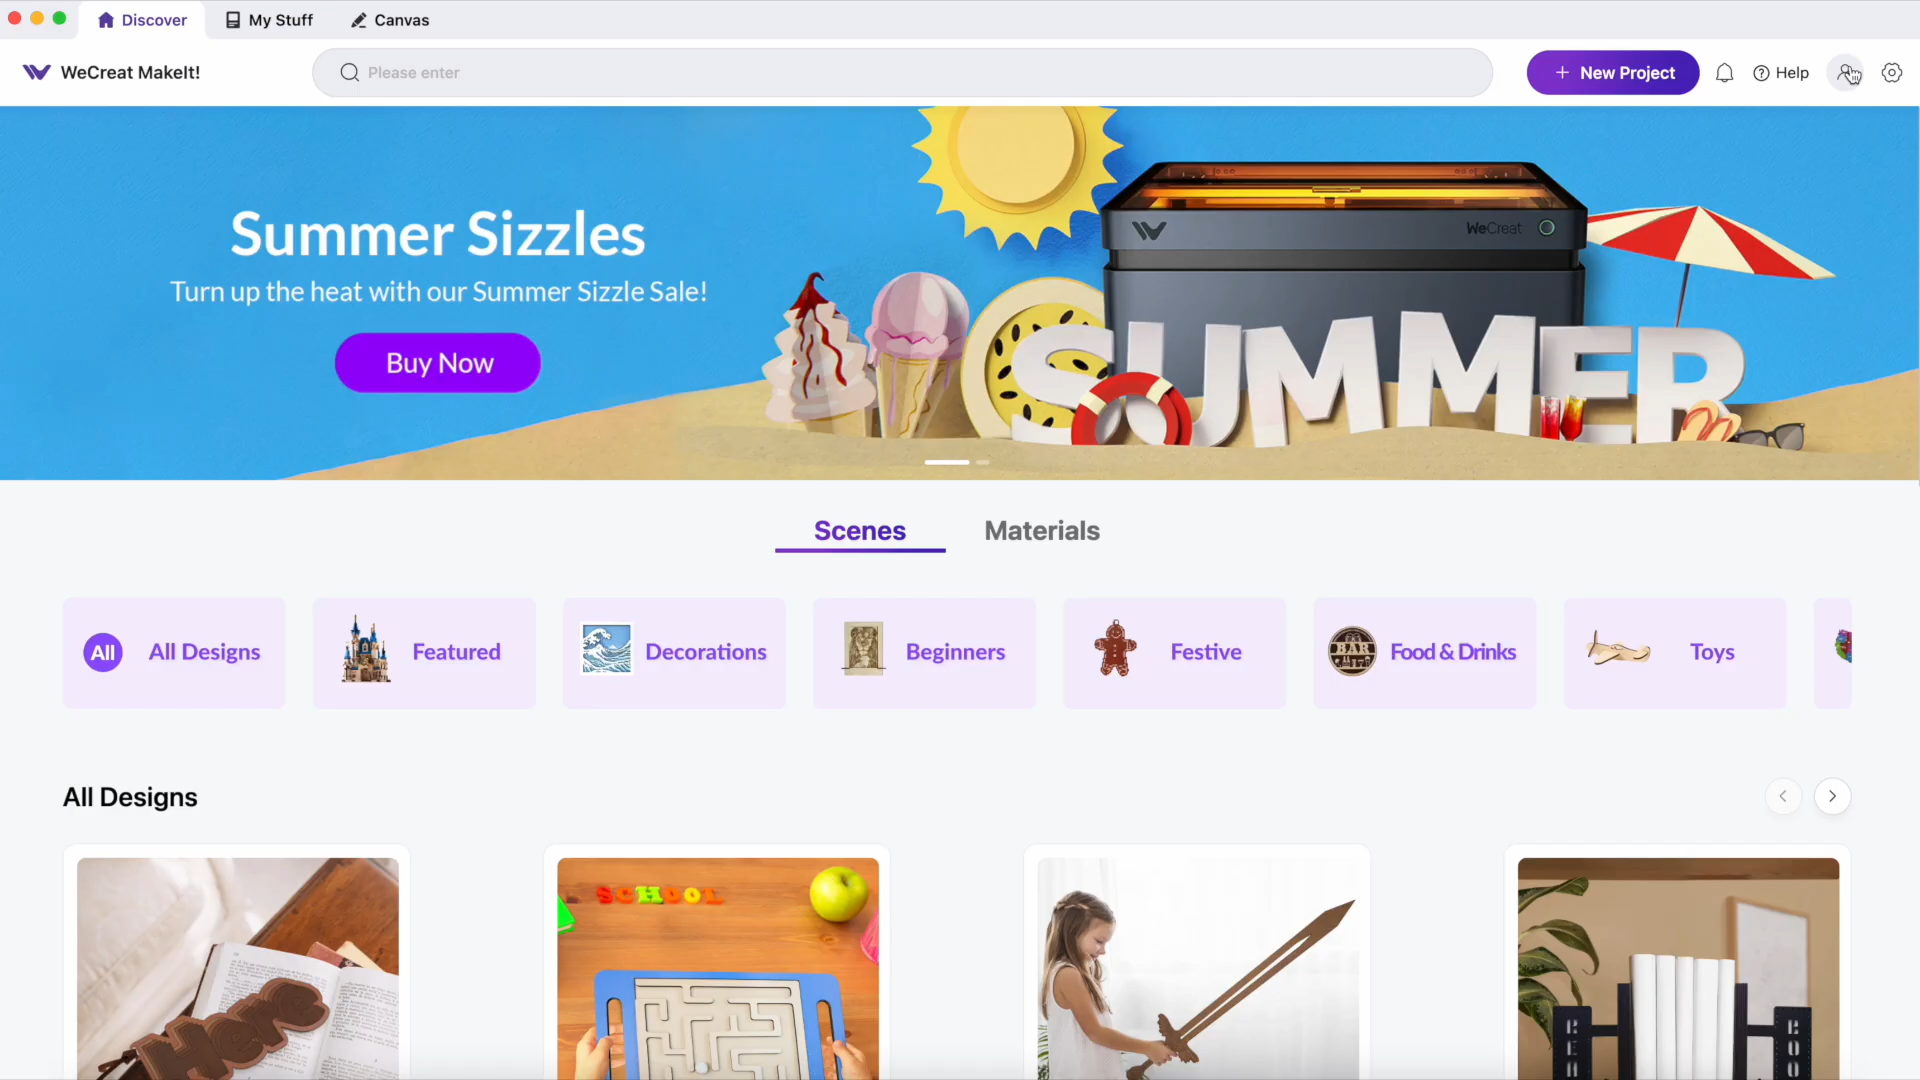 Discover
My Stuff
Canvas
WeCreat MakeIt!
Please enter
+ New Project
Help
Summer Sizzles
Turn up the heat with our Summer Sizzle Sale!
Buy Now
WeCreat
SUMMER
Scenes
Materials
All
All Designs
Featured
Decorations
Beginners
BAR
Festive
Food & Drinks
Toys
All Designs
SCHOOL